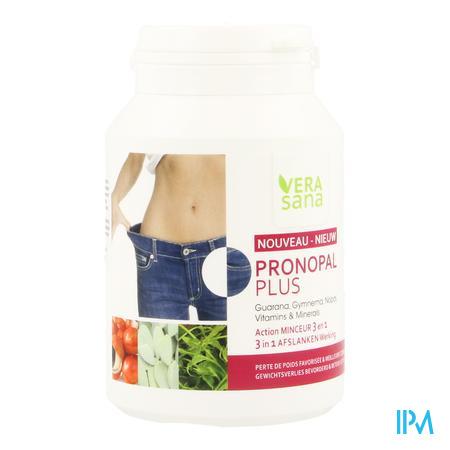 VERA
sana
NOUVEAU - NIEUW
PRONOPAL
PLUS
Guarana, Gymnema, Nopal,
Vitamins & Minerals
Action MINCEUR 3 en 1
3 in 1 AFSLANKEN Werking
PERTE DE POIDS FAVORISÉE &
GEWICHTSVERLIES BEVORDERD &
IPM